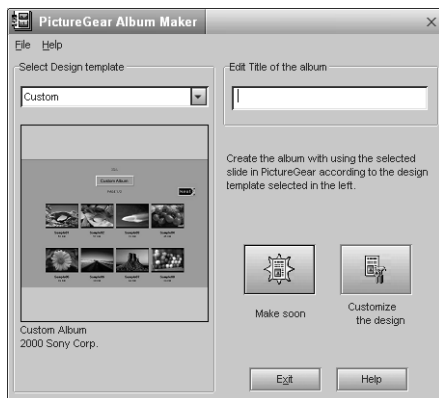 PictureGear Album Maker
File Help
Select Design template
Custom
Custom Album
Custom Album
2000 Sony Corp.
Edit Title of the album
Create the album with using the selected
slide in PictureGear according to the design
template selected in the left.
Make soon
Customize
the design
Exit
Help